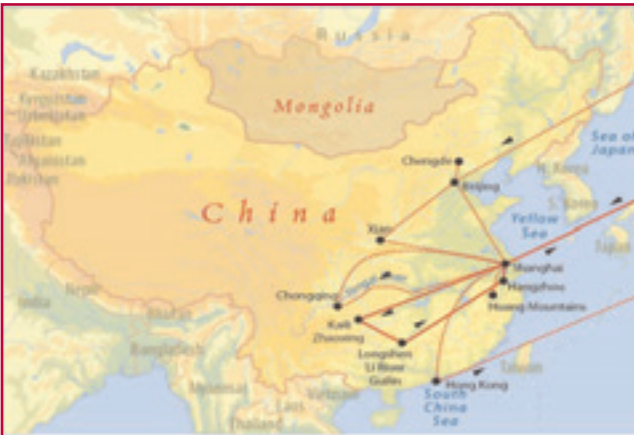 Russia
Kazakhstan
Mongolia
Kyrgyzstan
Uzbekistan
Tajikistan
Afghanistan
Pakistan
Sea of
Japan
Chengde
Beijing
N. Korea
S. Korea
China
Yellow
Sea
Xian
Japan
Shanghai
Hangzhou
Huang Mountains
Chongqing
Kaili
Zhaoxing
Longshen
Li River
Guilin
Nepal
Bhutan
India
Bangladesh
Myanmar
Taiwan
Hong Kong
South
China
Sea
Vietnam
Laos
Thailand